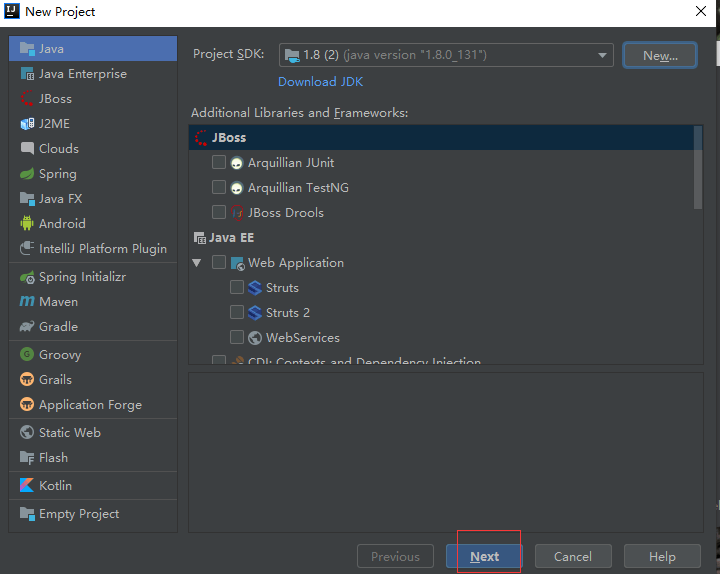 New Project
Java
Java Enterprise
JBoss
J2ME
Clouds
Spring
Java FX
Android
IntelliJ Platform Plugin
Spring Initializr
Maven
Gradle
Groovy
Grails
Application Forge
Static Web
Flash
Kotlin
Empty Project
Project SDK:
1.8 (2) (java version "1.8.0_131")
New...
Download JDK
Additional Libraries and Frameworks:
JBoss
Arquillian JUnit
Arquillian TestNG
JBoss Drools
Java EE
Web Application
Struts
Struts 2
WebServices
CDI: Contexts and Dependency Injection
Previous
Next
Cancel
Help